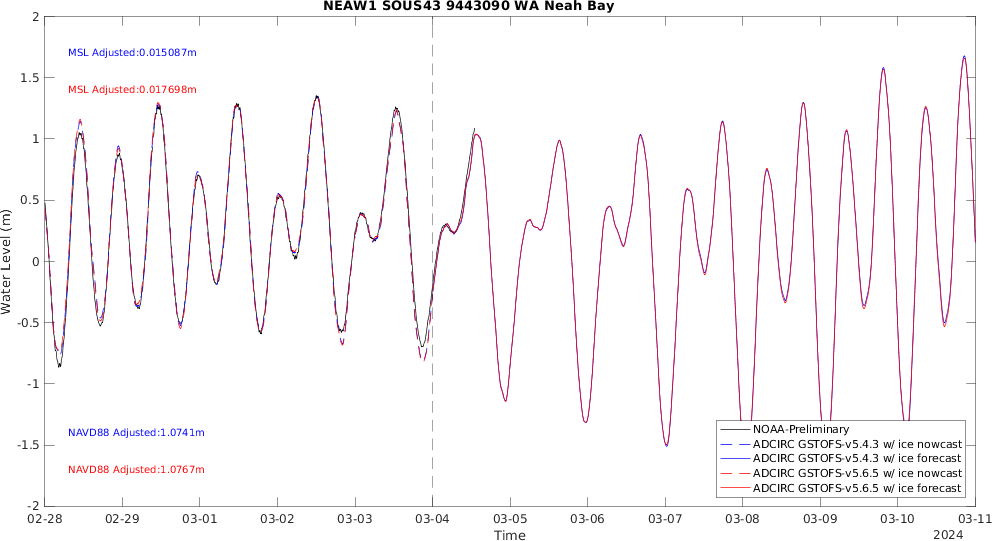 NEAW1 SOUS43 9443090 WA Neah Bay
MSL Adjusted:0.015087m
MSL Adjusted:0.017698m
NAVD88 Adjusted:1.0741m
NAVD88 Adjusted:1.0767m
Water Level (m)
2
1.5
1
0.5
0
-0.5
-1
-1.5
-2
NOAA-Preliminary
ADCIRC GSTOFS-v5.4.3 w/ ice nowcast
ADCIRC GSTOFS-v5.4.3 w/ ice forecast
ADCIRC GSTOFS-v5.6.5 w/ ice nowcast
ADCIRC GSTOFS-v5.6.5 w/ ice forecast
02-28 02-29 03-01 03-02 03-03 03-04 03-05 03-06 03-07 03-08 03-09 03-10 03-11
Time
2024